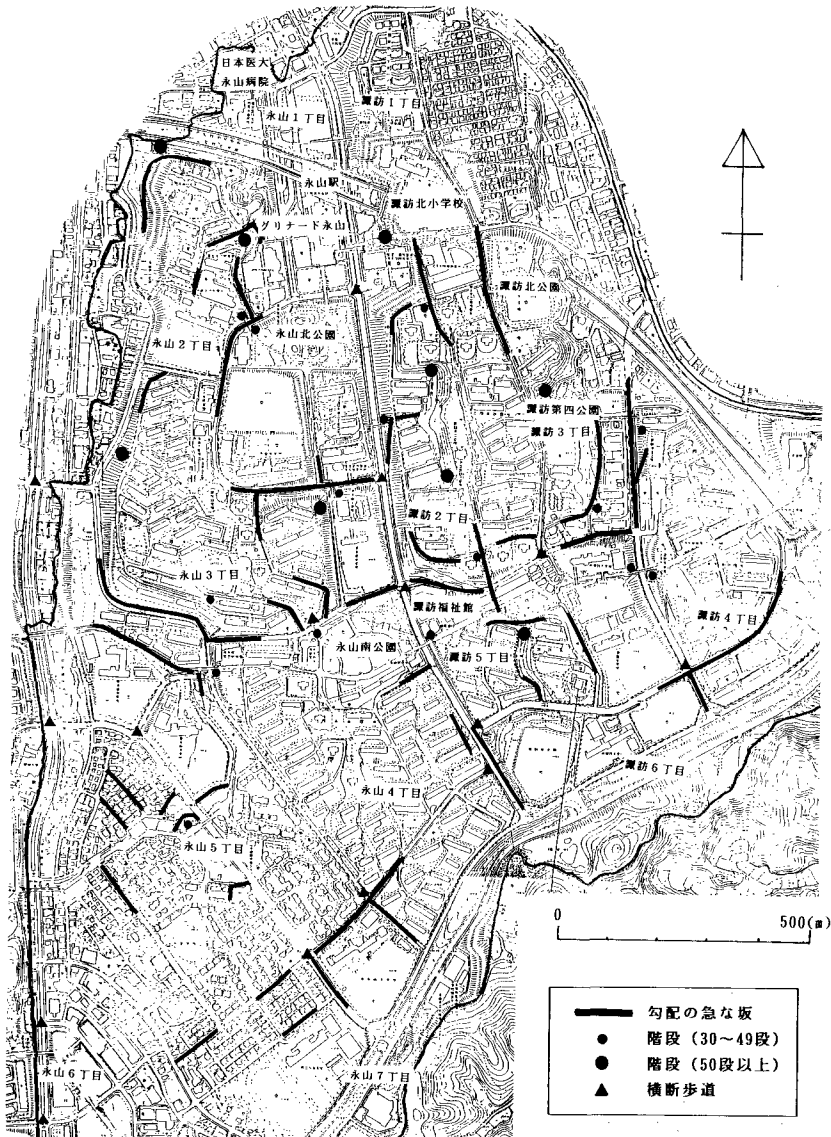 日本医大
永山病院
諏訪1丁目
永山1丁目
永山駅
諏訪北小学校
グリナード永山
諏訪北公園
永山北公園
永山2丁目
諏訪第四公園
諏訪3丁目
諏訪2丁目
永山3丁目
諏訪福祉館
諏訪4丁目
永山南公園
諏訪5丁目
諏訪6丁目
永山4丁目
永山5丁目
永山6丁目
永山7丁目
0 500(m)
勾配の急な坂
階段(30~49段)
階段(50段以上)
横断歩道